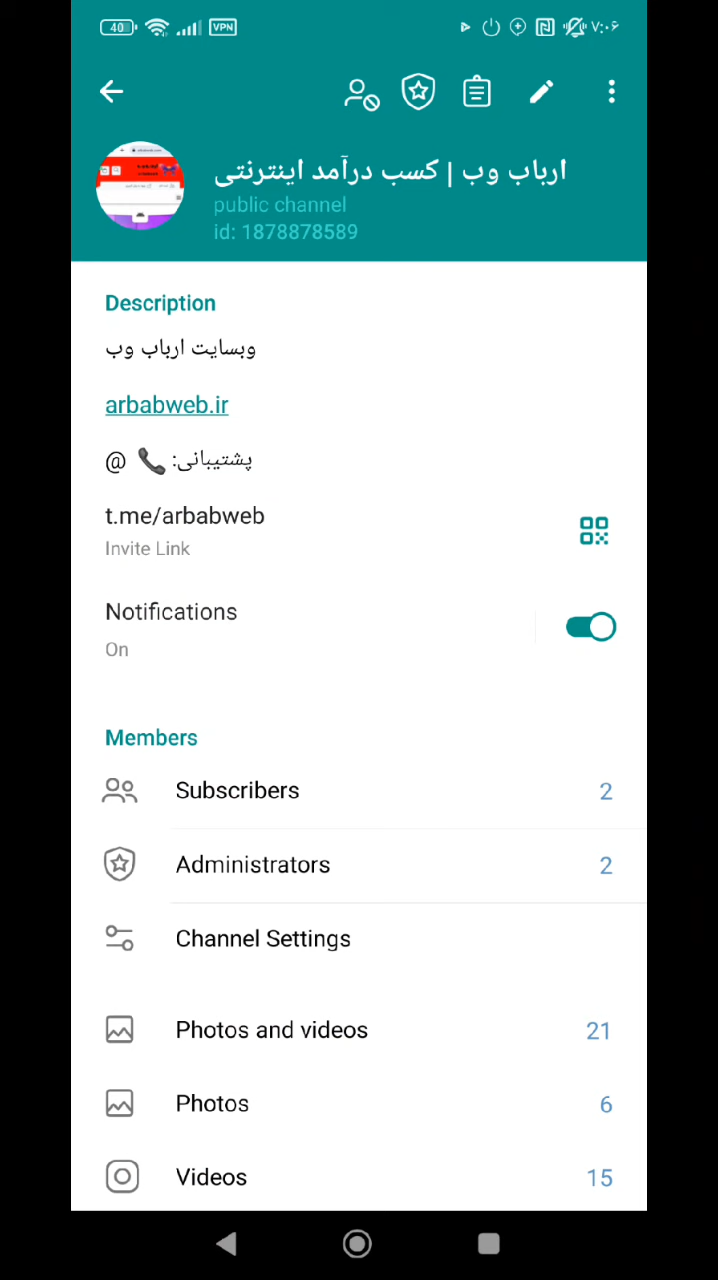 40 VPN ۷:۰۶
ارباب وب | کسب درآمد اینترنتی
public channel
id: 1878878589
Description
وبسایت ارباب وب
arbabweb.ir
پشتیبانی: 📞 @
t.me/arbabweb
Invite Link
Notifications
On
Members
Subscribers 2
Administrators 2
Channel Settings
Photos and videos 21
Photos 6
Videos 15